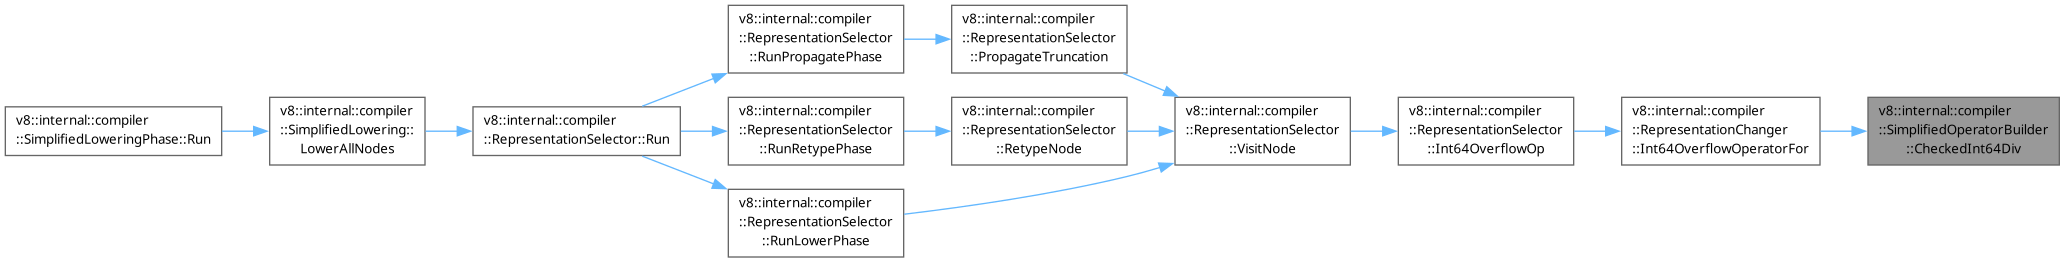 v8::internal::compiler
::SimplifiedLoweringPhase::Run
v8::internal::compiler
::SimplifiedLowering::
LowerAllNodes
v8::internal::compiler
::RepresentationSelector::Run
v8::internal::compiler
::RepresentationSelector
::RunPropagatePhase
v8::internal::compiler
::RepresentationSelector
::PropagateTruncation
v8::internal::compiler
::RepresentationSelector
::RunRetypePhase
v8::internal::compiler
::RepresentationSelector
::RetypeNode
v8::internal::compiler
::RepresentationSelector
::RunLowerPhase
v8::internal::compiler
::RepresentationSelector
::VisitNode
v8::internal::compiler
::RepresentationSelector
::Int64OverflowOp
v8::internal::compiler
::RepresentationChanger
::Int64OverflowOperatorFor
v8::internal::compiler
::SimplifiedOperatorBuilder
::CheckedInt64Div